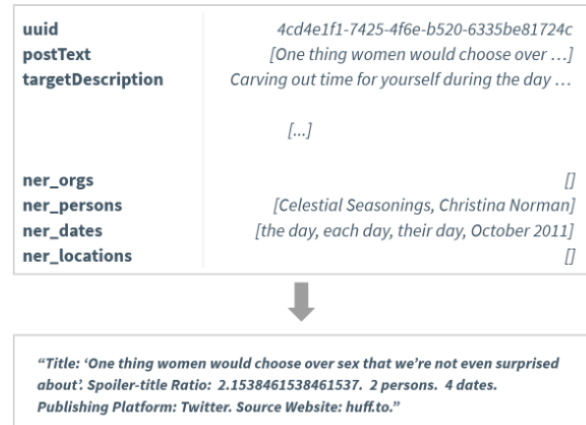 uuid 4cd4e1f1-7425-4f6e-b520-6335be81724c
postText [One thing women would choose over ...]
targetDescription Carving out time for yourself during the day ...
[...]
ner_orgs []
ner_persons [Celestial Seasonings, Christina Norman]
ner_dates [the day, each day, their day, October 2011]
ner_locations []
“Title: ‘One thing women would choose over sex that we’re not even surprised
about’. Spoiler-title Ratio: 2.1538461538461537. 2 persons. 4 dates.
Publishing Platform: Twitter. Source Website: huff.to.”